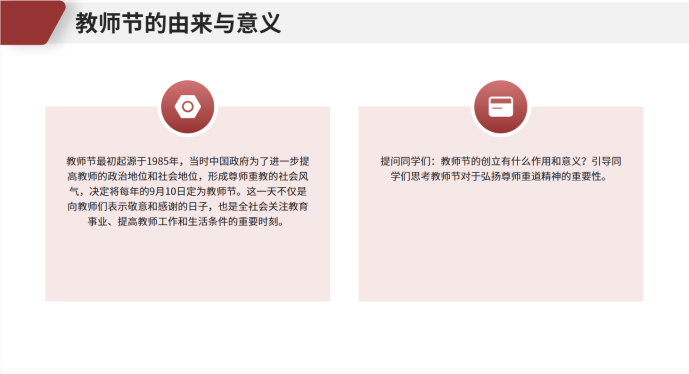 教师节的由来与意义
教师节最初起源于1985年，当时中国政府为了进一步提
高教师的政治地位和社会地位，形成尊师重教的社会风
气，决定将每年的9月10日定为教师节。这一天不仅是
向教师们表示敬意和感谢的日子，也是全社会关注教育
事业、提高教师工作和生活条件的重要时刻。
提问同学们：教师节的创立有什么作用和意义？引导同
学们思考教师节对于弘扬尊师重道精神的重要性。